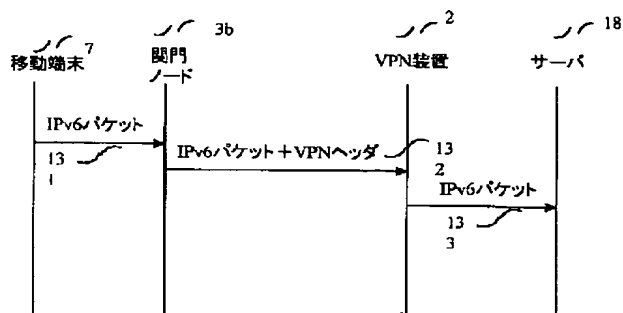 7
3b
2
18
移動端末
関門
ノード
VPN装置
サーバ
IPv6パケット
13
1
IPv6パケット+VPNヘッダ
13
2
IPv6パケット
13
3